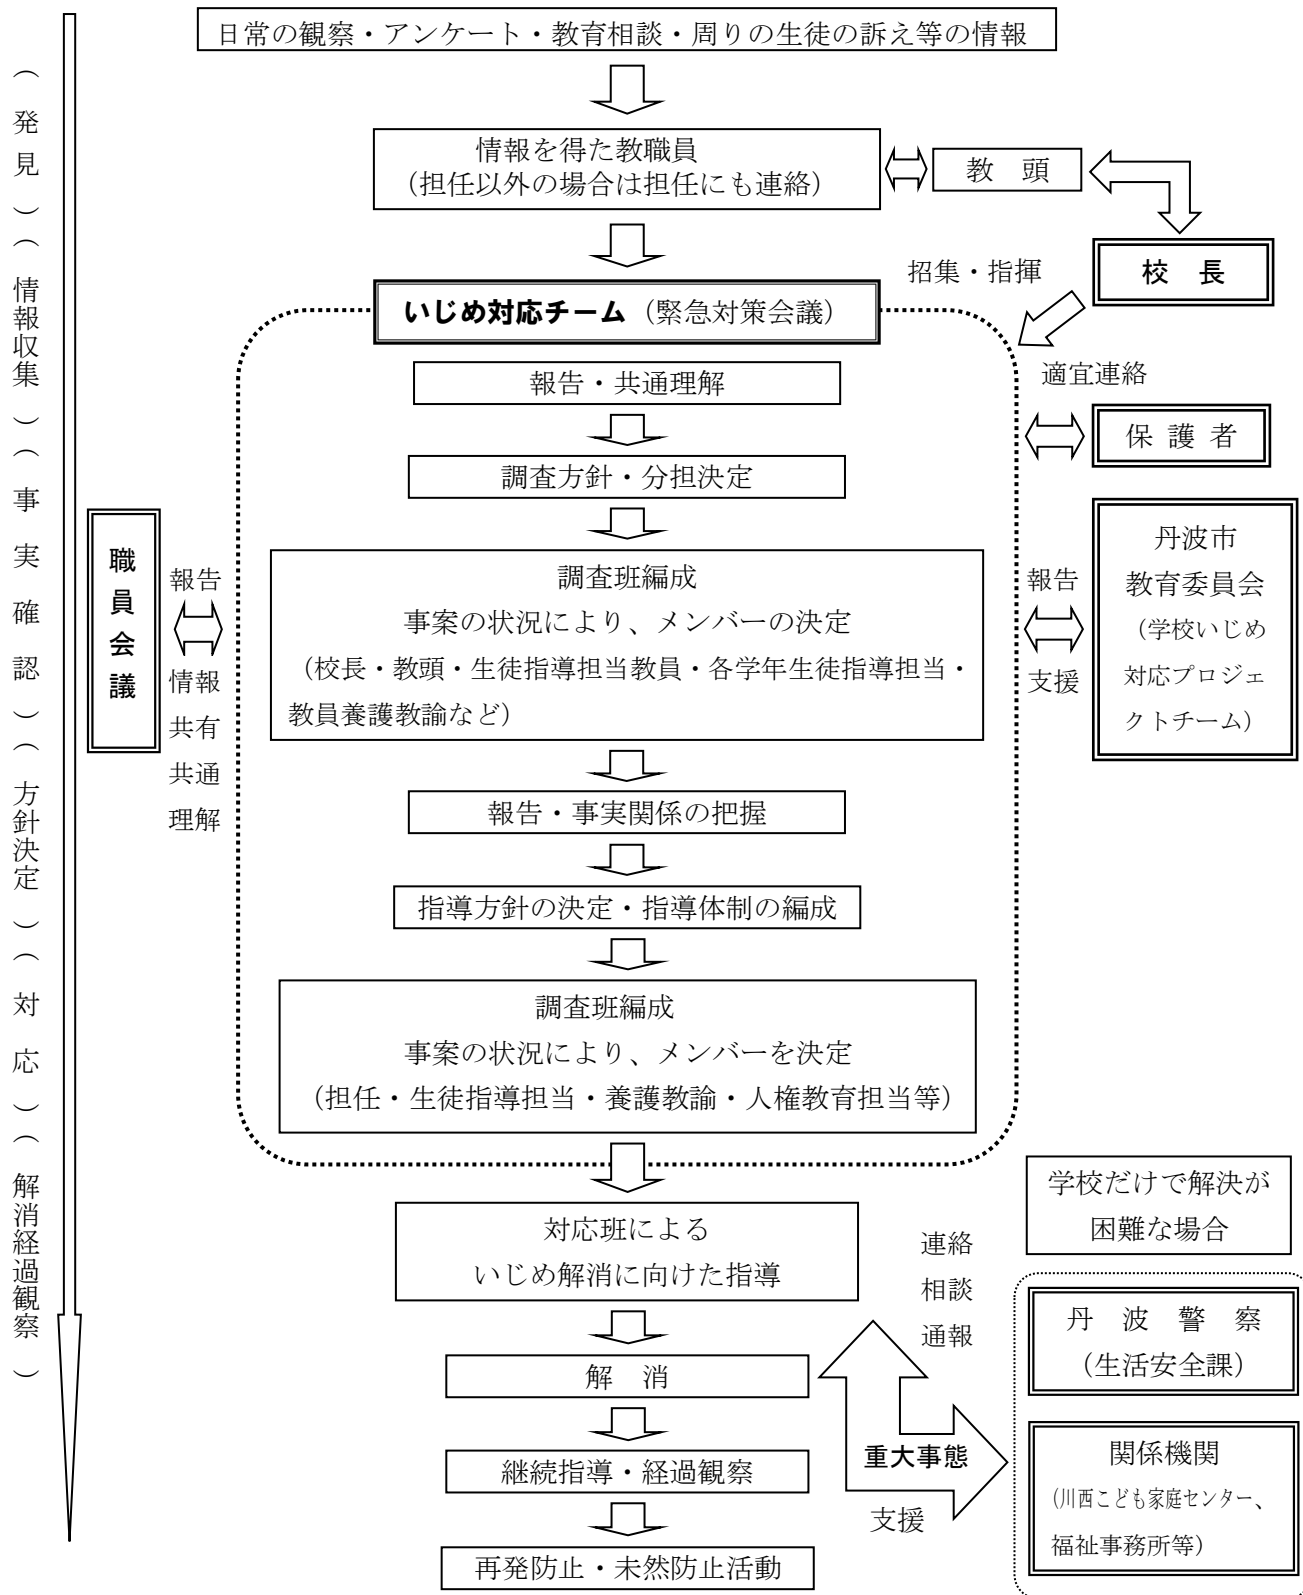 日常の観察・アンケート・教育相談・周りの生徒の訴え等の情報
情報を得た教職員
（担任以外の場合は担任にも連絡）
教　頭
校　長
招集・指揮
いじめ対応チーム（緊急対策会議）
報告・共通理解
適宜連絡
保 護 者
調査方針・分担決定
調査班編成
事案の状況により、メンバーの決定
（校長・教頭・生徒指導担当教員・各学年生徒指導担当・
教員養護教諭など）
職員会議
報告
情報
共有
共通
理解
報告
支援
丹波市
教育委員会
（学校いじめ
対応プロジェ
クトチーム）
報告・事実関係の把握
指導方針の決定・指導体制の編成
調査班編成
事案の状況により、メンバーを決定
（担任・生徒指導担当・養護教諭・人権教育担当等）
対応班による
いじめ解消に向けた指導
解　消
継続指導・経過観察
再発防止・未然防止活動
連絡
相談
通報
重大事態
支援
学校だけで解決が
困難な場合
丹　波　警　察
（生活安全課）
関係機関
（川西こども家庭センター、
福祉事務所等）
（発見）（情報収集）（事実確認）（方針決定）（対応）（解消経過観察）